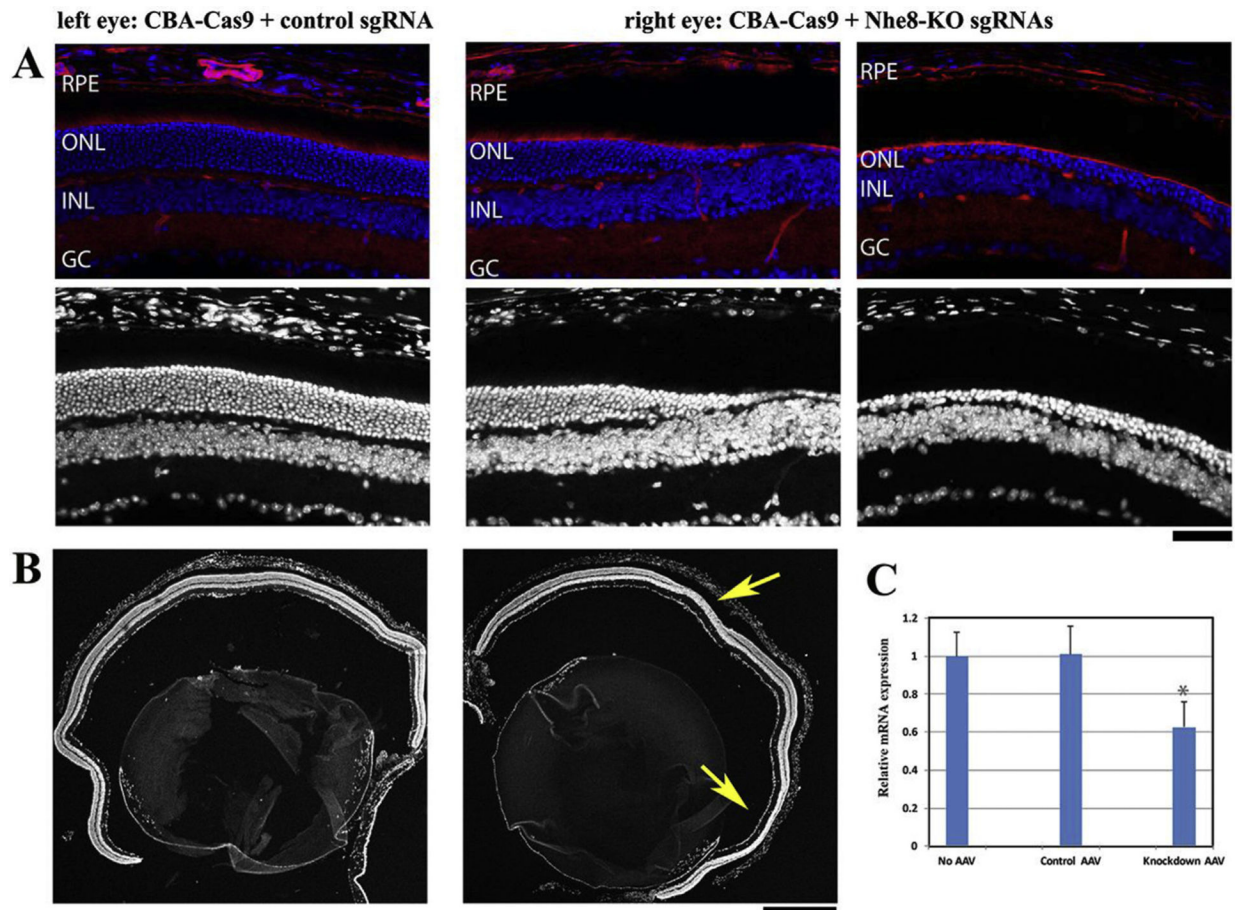 left eye: CBA-Cas9 + control sgRNA
right eye: CBA-Cas9 + Nhe8-KO sgRNAs
A
RPE
ONL
INL
GC
RPE
ONL
INL
GC
RPE
ONL
INL
GC
B
C
Relative mRNA expression
1.2
1
0.8
0.6
0.4
0.2
0
*
No AAV
Control AAV
Knockdown AAV